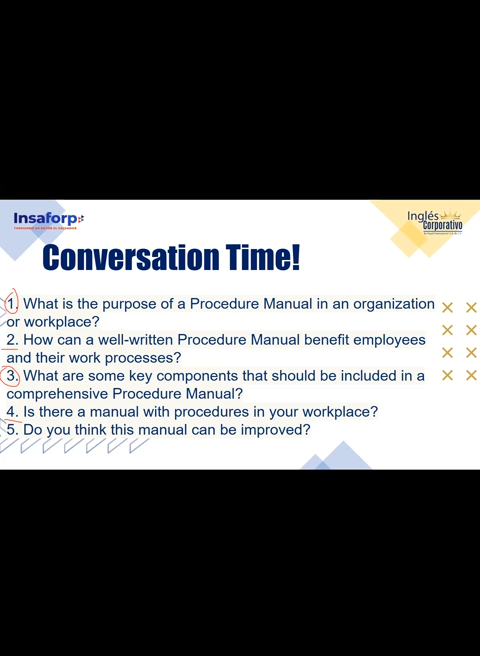 Insaforp
Inglés
Corporativo
Conversation Time!
1. What is the purpose of a Procedure Manual in an organization
or workplace?
2. How can a well-written Procedure Manual benefit employees
and their work processes?
3. What are some key components that should be included in a
comprehensive Procedure Manual?
4. Is there a manual with procedures in your workplace?
5. Do you think this manual can be improved?